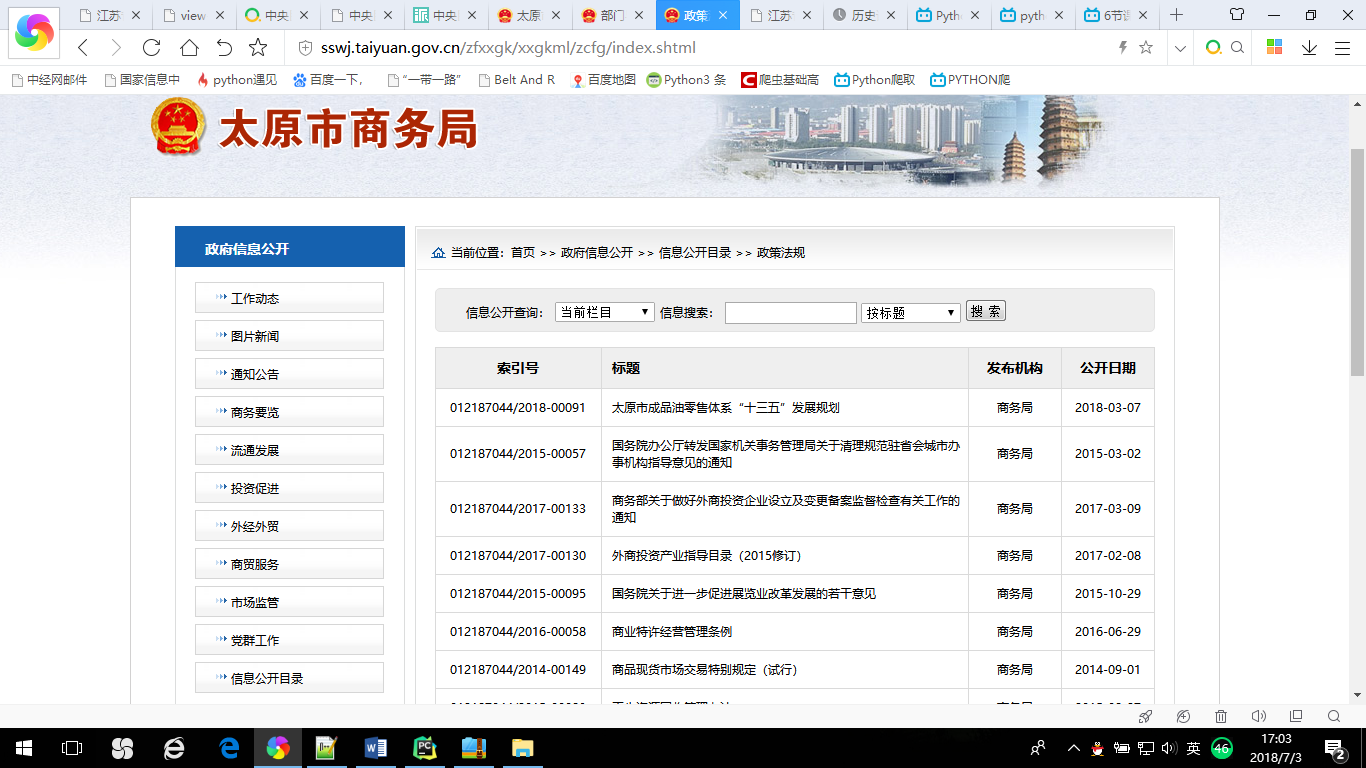 江苏
view
中央
中央
中央
太原
部门
政策
江苏
历史
Pyth
pyth
6节课
sswj.taiyuan.gov.cn/zfxxgk/xxgkml/zcfg/index.shtml
中经网邮件
国家信息中
python遇见
百度一下，
“一带一路”
Belt And R
百度地图
Python3 条
爬虫基础高
Python爬取
PYTHON爬
太原市商务局
政府信息公开
工作动态
图片新闻
通知公告
商务要览
流通发展
投资促进
外经外贸
商贸服务
市场监管
党群工作
信息公开目录
当前位置：首页 >> 政府信息公开 >> 信息公开目录 >> 政策法规
信息公开查询： 当前栏目 信息搜索： 按标题 搜 索
索引号 标题 发布机构 公开日期
012187044/2018-00091 太原市成品油零售体系“十三五”发展规划 商务局 2018-03-07
012187044/2015-00057 国务院办公厅转发国家机关事务管理局关于清理规范驻省会城市办 商务局 2015-03-02
事机构指导意见的通知
012187044/2017-00133 商务部关于做好外商投资企业设立及变更备案监督检查有关工作的 商务局 2017-03-09
通知
012187044/2017-00130 外商投资产业指导目录（2015修订） 商务局 2017-02-08
012187044/2015-00095 国务院关于进一步促进展览业改革发展的若干意见 商务局 2015-10-29
012187044/2016-00058 商业特许经营管理条例 商务局 2016-06-29
012187044/2014-00149 商品现货市场交易特别规定（试行） 商务局 2014-09-01
英
46
17:03
2018/7/3
2